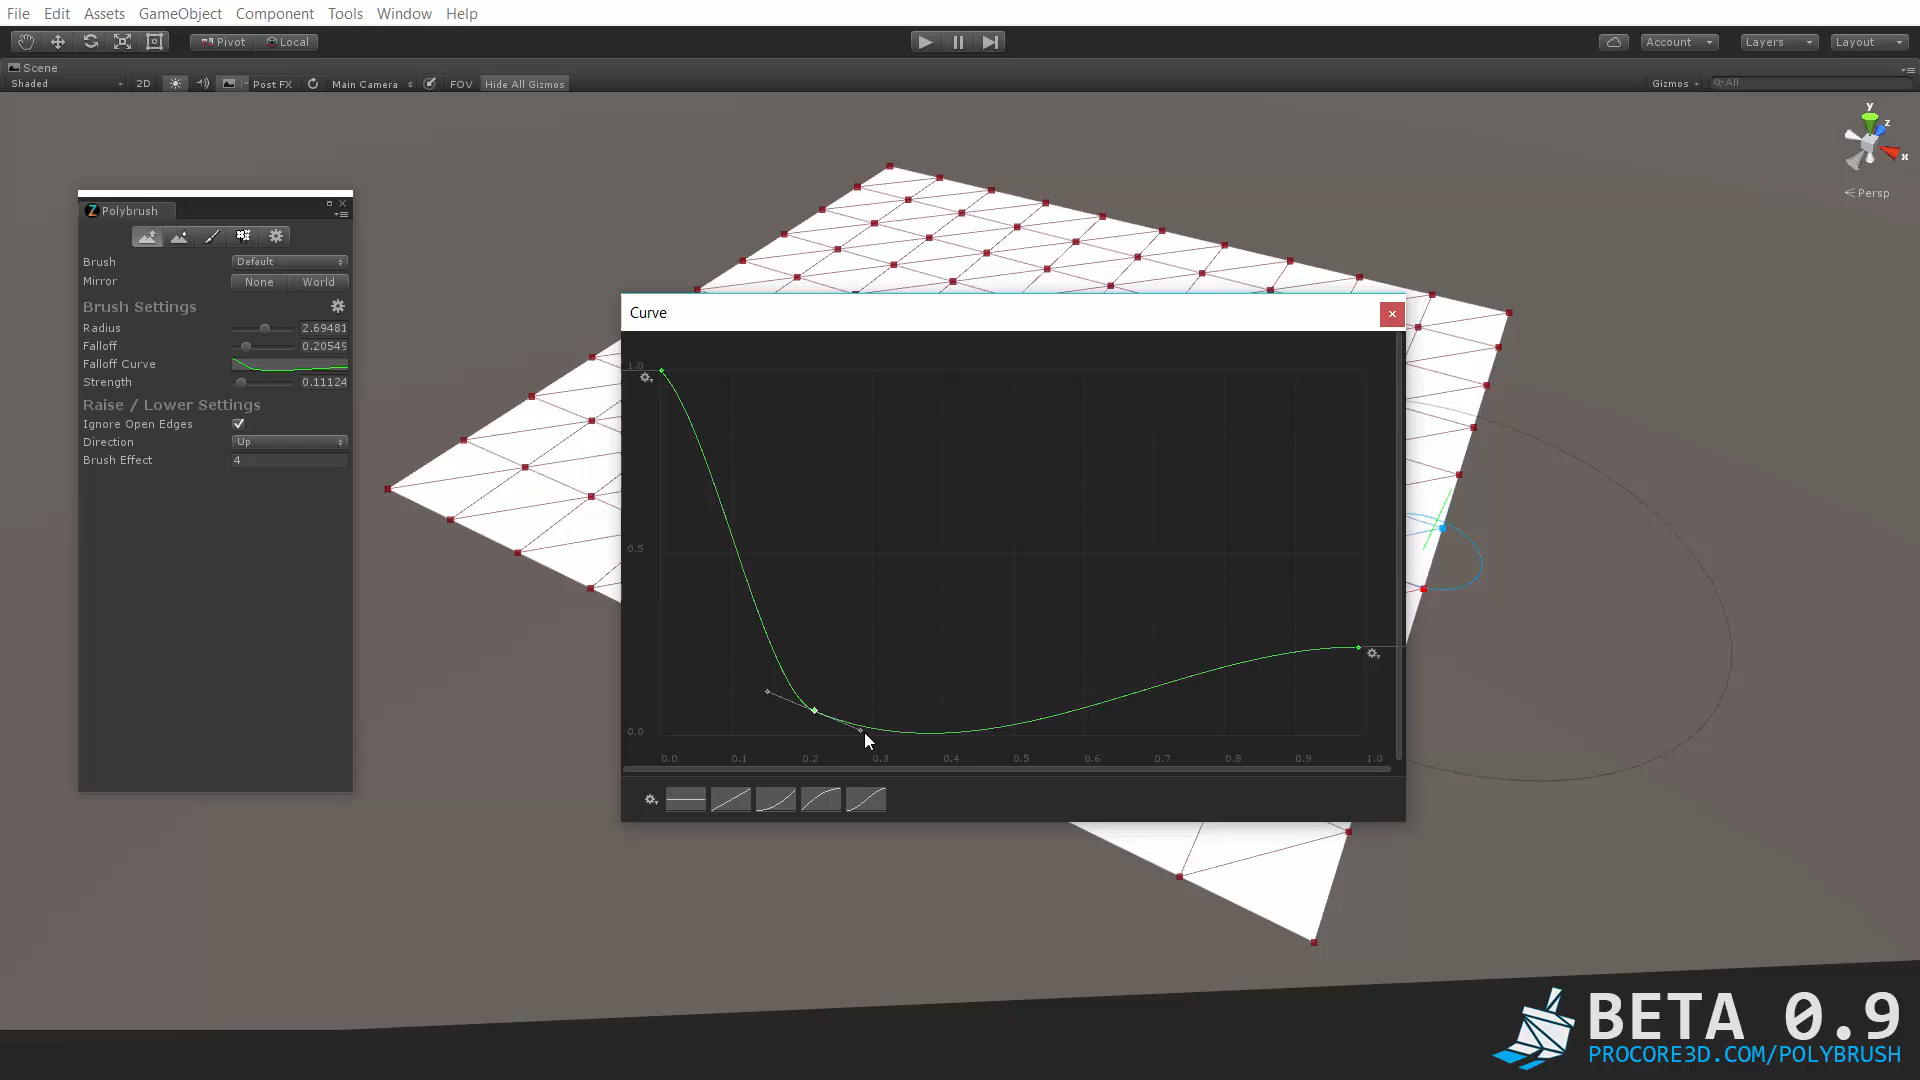 File Edit Assets GameObject Component Tools Window Help
Pivot Local Account Layers Layout
Scene
Shaded 2D Post FX Main Camera FOV Hide All Gizmos Gizmos All
y
z
x
Persp
Polybrush
Brush Default
Mirror None World
Brush Settings
Radius 2.69481
Falloff 0.20549
Falloff Curve
Strength 0.11124
Raise / Lower Settings
Ignore Open Edges
Direction Up
Brush Effect 4
Curve
1.0
0.5
0.0
0.0 0.1 0.2 0.3 0.4 0.5 0.6 0.7 0.8 0.9 1.0
BETA 0.9
PROCORE3D.COM/POLYBRUSH